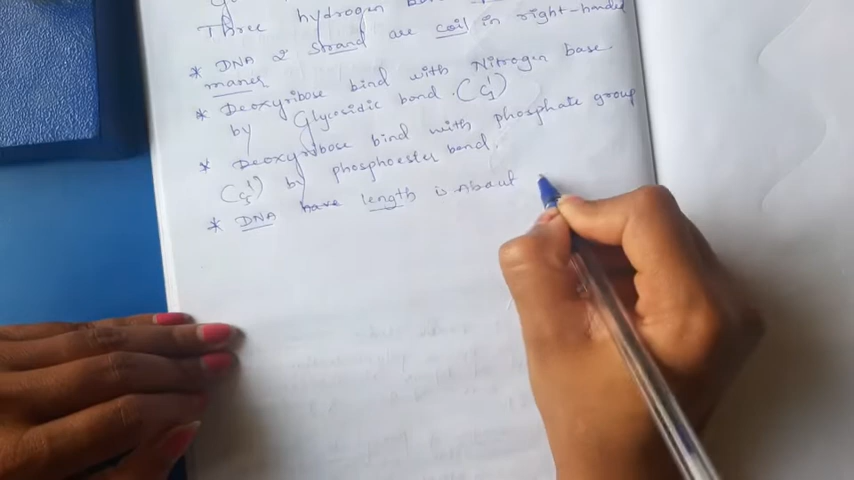 Three hydrogen
* DNA 2 strand are coil in right-handed
maner
* Deoxyribose bind with Nitrogen base
by Glycosidic bond (C1')
* Deoxyribose bind with phosphate group
(C5') by phosphoester bond.
* DNA have length is About